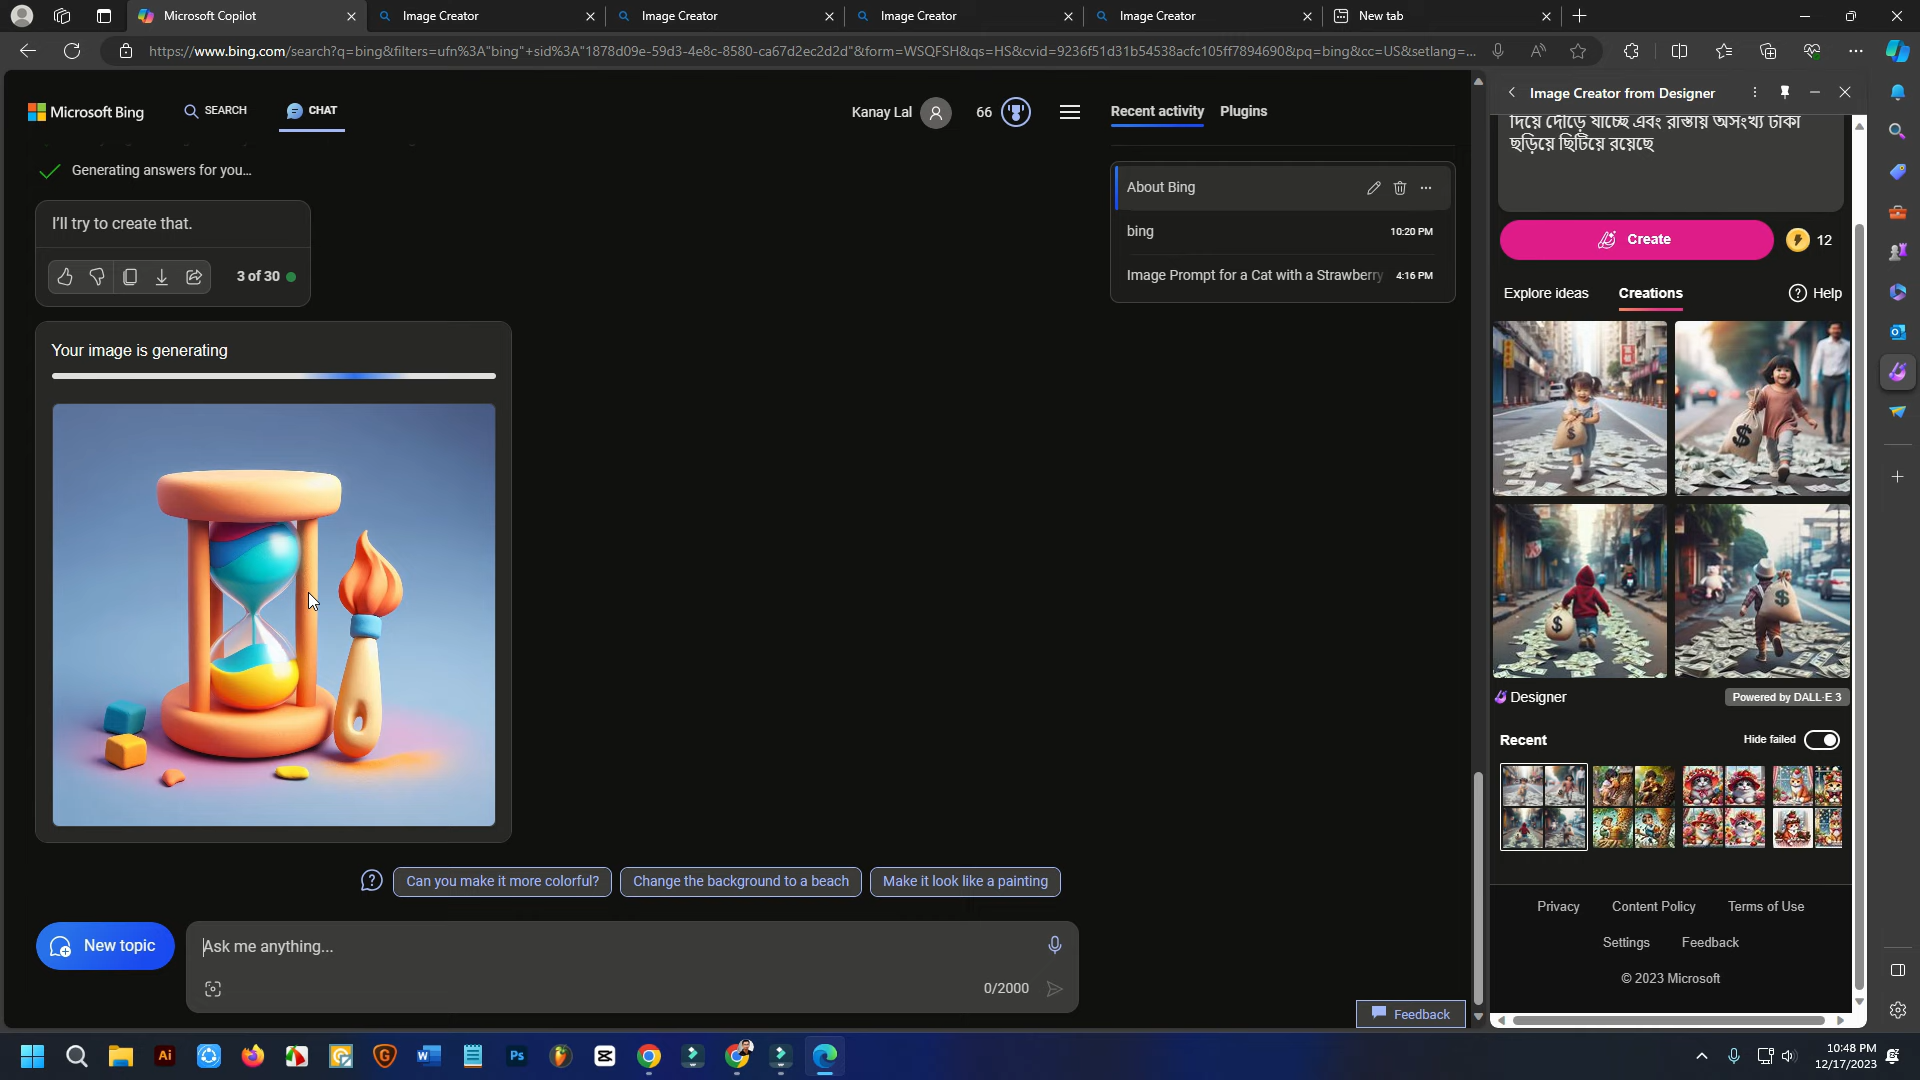 Microsoft Copilot
Image Creator
Image Creator
Image Creator
Image Creator
New tab
https://www.bing.com/search?q=bing&filters=ufn%3A"bing"+sid%3A"1878d09e-59d3-4e8c-8580-ca67d2ec2d2d"&form=WSQFSH&qs=HS&cvid=9236f51d31b54538acfc105ff7894690&pq=bing&cc=US&setlang=...
Microsoft Bing
SEARCH
CHAT
Kanay Lal
66
Generating answers for you...
I'll try to create that.
3 of 30
Your image is generating
Can you make it more colorful?
Change the background to a beach
Make it look like a painting
New topic
Ask me anything...
0/2000
Feedback
Recent activity
Plugins
About Bing
bing
10:20 PM
Image Prompt for a Cat with a Strawberry
4:16 PM
Image Creator from Designer
দিয়ে দৌড়ে যাচ্ছে এবং রাস্তায় অসংখ্য টাকা
ছড়িয়ে ছিটিয়ে রয়েছে
Create
12
Explore ideas
Creations
Help
$
$
$
$
Designer
Powered by DALL·E 3
Recent
Hide failed
Privacy
Content Policy
Terms of Use
Settings
Feedback
© 2023 Microsoft
Ai
G
W
Ps
10:48 PM
12/17/2023